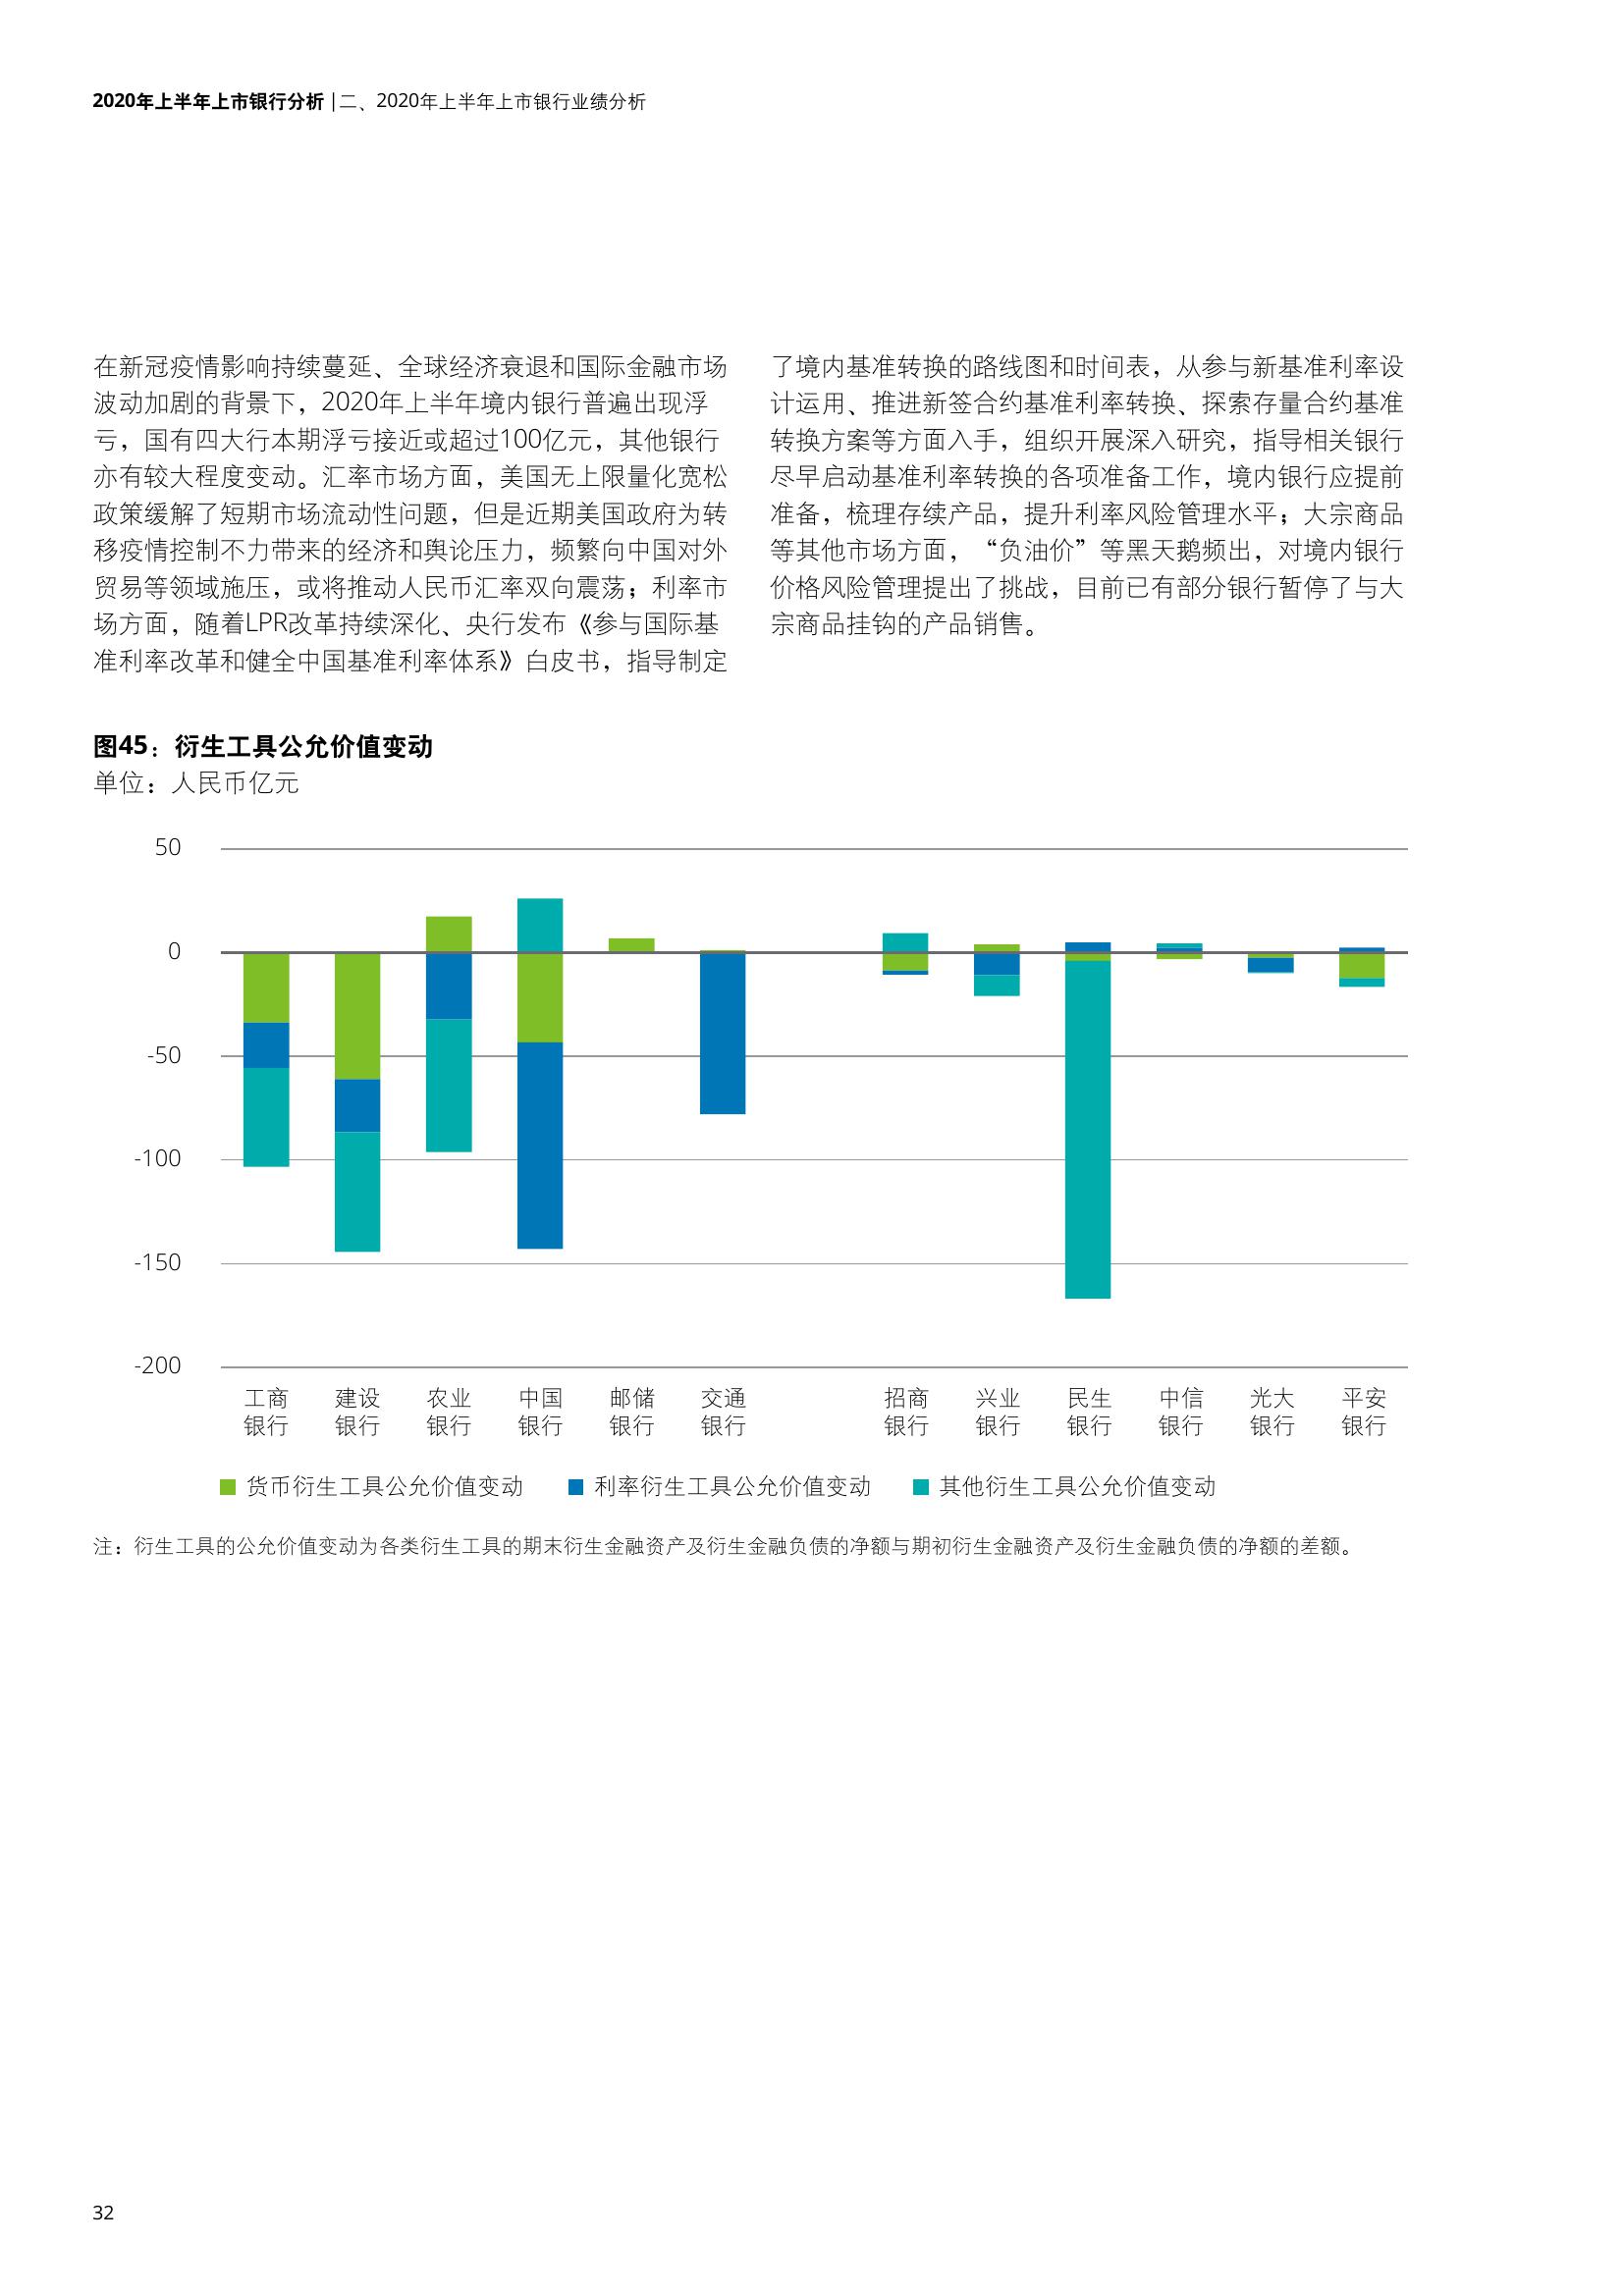 2020年上半年上市银行分析 |二、2020年上半年上市银行业绩分析
在新冠疫情影响持续蔓延、全球经济衰退和国际金融市场
波动加剧的背景下，2020年上半年境内银行普遍出现浮
亏，国有四大行本期浮亏接近或超过100亿元，其他银行
亦有较大程度变动。汇率市场方面，美国无上限量化宽松
政策缓解了短期市场流动性问题，但是近期美国政府为转
移疫情控制不力带来的经济和舆论压力，频繁向中国对外
贸易等领域施压，或将推动人民币汇率双向震荡；利率市
场方面，随着LPR改革持续深化、央行发布《参与国际基
准利率改革和健全中国基准利率体系》白皮书，指导制定
了境内基准转换的路线图和时间表，从参与新基准利率设
计运用、推进新签合约基准利率转换、探索存量合约基准
转换方案等方面入手，组织开展深入研究，指导相关银行
尽早启动基准利率转换的各项准备工作，境内银行应提前
准备，梳理存续产品，提升利率风险管理水平；大宗商品
等其他市场方面，“负油价”等黑天鹅频出，对境内银行
价格风险管理提出了挑战，目前已有部分银行暂停了与大
宗商品挂钩的产品销售。
图45：衍生工具公允价值变动
单位：人民币亿元
50
0
-50
-100
-150
-200
工商 建设 农业 中国 邮储 交通 招商 兴业 民生 中信 光大 平安
银行 银行 银行 银行 银行 银行 银行 银行 银行 银行 银行 银行
货币衍生工具公允价值变动 利率衍生工具公允价值变动 其他衍生工具公允价值变动
注：衍生工具的公允价值变动为各类衍生工具的期末衍生金融资产及衍生金融负债的净额与期初衍生金融资产及衍生金融负债的净额的差额。
32